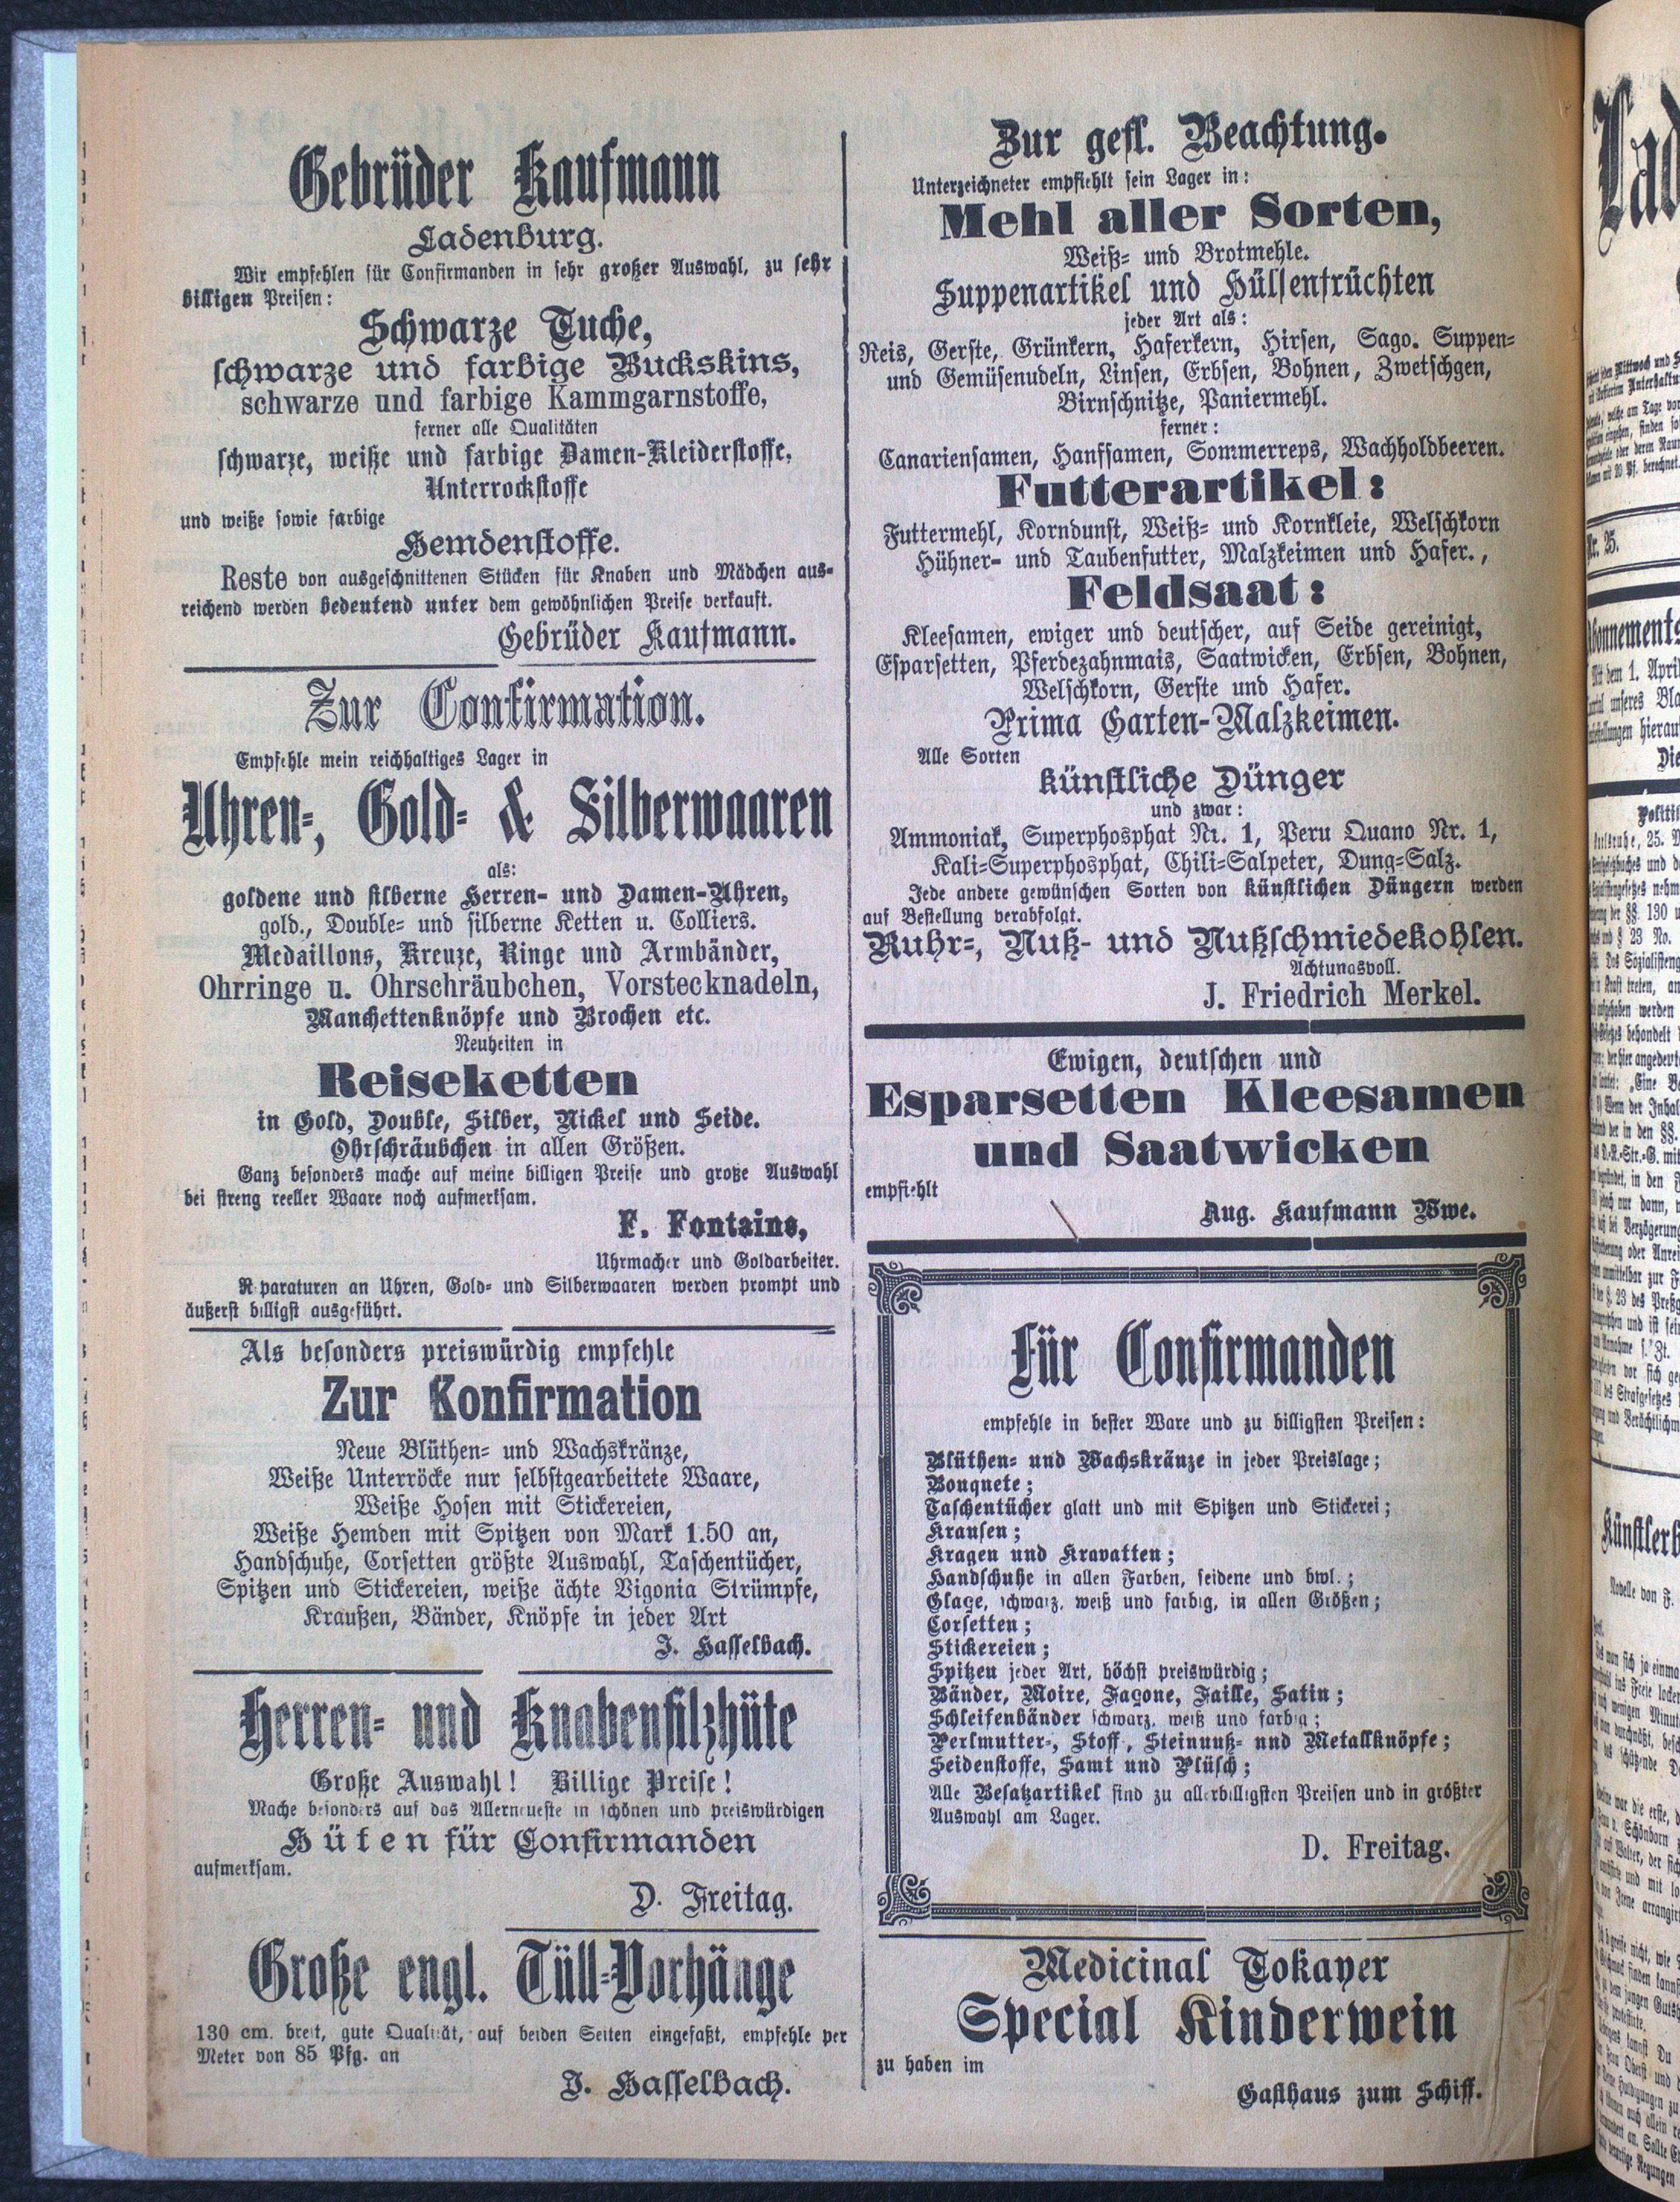 Gebrüder Kaufmann
Ladenburg.
Wir empfehlen für Confirmanden in sehr großer Auswahl, zu sehr
billigen Preisen:
Schwarze Tuche,
schwarze und farbige Buckskins,
schwarze und farbige Kammgarnstoffe,
ferner alle Qualitäten
schwarze, weiße und farbige Damen-Kleiderstoffe,
Unterrockstoffe
und weiße sowie farbige
Hemdenstoffe.
Reste von ausgeschnittenen Stücken für Knaben und Mädchen aus-
reichend werden bedeutend unter dem gewöhnlichen Preise verkauft.
Gebrüder Kaufmann.
Zur Confirmation.
Empfehle mein reichhaltiges Lager in
Uhren-, Gold- & Silberwaaren
als:
goldene und silberne Herren- und Damen-Uhren,
gold., Double- und silberne Ketten u. Colliers.
Medaillons, Kreuze, Ringe und Armbänder,
Ohrringe u. Ohrschräubchen, Vorstecknadeln,
Manchettenknöpfe und Brochen etc.
Neuheiten in
Reiseketten
in Gold, Double, Silber, Nickel und Seide.
Ohrschräubchen in allen Größen.
Ganz besonders mache auf meine billigen Preise und große Auswahl
bei streng reeller Waare noch aufmerksam.
F. Fontaine,
Uhrmacher und Goldarbeiter.
Reparaturen an Uhren, Gold- und Silberwaaren werden prompt und
äußerst billigst ausgeführt.
Als besonders preiswürdig empfehle
Zur Konfirmation
Neue Blüthen- und Wachskränze,
Weiße Unterröcke nur selbstgearbeitete Waare,
Weiße Hosen mit Stickereien,
Weiße Hemden mit Spitzen von Mark 1.50 an,
Handschuhe, Corsetten größte Auswahl, Taschentücher,
Spitzen und Stickereien, weiße ächte Vigonia Strümpfe,
Kraußen, Bänder, Knöpfe in jeder Art
J. Hasselbach.
Herren- und Knabenfilzhüte
Große Auswahl! Billige Preise!
Mache besonders auf das Allerneueste in schönen und preiswürdigen
Hüten für Confirmanden
aufmerksam.
D. Freitag.
Große engl. Tüll-Vorhänge
130 cm. breit, gute Qualität, auf beiden Seiten eingefaßt, empfehle per
Meter von 85 Pfg. an
J. Hasselbach.
Zur gefl. Beachtung.
Unterzeichneter empfiehlt sein Lager in:
Mehl aller Sorten,
Weiß- und Brotmehle.
Suppenartikel und Hülsenfrüchten
jeder Art als:
Reis, Gerste, Grünkern, Haferkern, Hirsen, Sago. Suppen-
und Gemüsenudeln, Linsen, Erbsen, Bohnen, Zwetschgen,
Birnschnitze, Paniermehl.
ferner:
Canariensamen, Hanfsamen, Sommerreps, Wachholdbeeren.
Futterartikel:
Futtermehl, Korndunst, Weiß- und Kornkleie, Welschkorn
Hühner- und Taubenfutter, Malzkeimen und Hafer.,
Feldsaat:
Kleesamen, ewiger und deutscher, auf Seide gereinigt,
Esparsetten, Pferdezahnmais, Saatwicken, Erbsen, Bohnen,
Welschkorn, Gerste und Hafer.
Prima Garten-Malzkeimen.
Alle Sorten
künstliche Dünger
und zwar:
Ammoniak, Superphosphat Nr. 1, Peru Quano Nr. 1,
Kali-Superphosphat, Chili-Salpeter, Dung-Salz.
Jede andere gewünschen Sorten von künstlichen Düngern werden
auf Bestellung verabfolgt.
Ruhr-, Nuß- und Nußschmiedekohlen.
Achtungsvoll.
J. Friedrich Merkel.
Ewigen, deutschen und
Esparsetten Kleesamen
und Saatwicken
empfiehlt
Aug. Kaufmann Wwe.
Für Confirmanden
empfehle in bester Ware und zu billigsten Preisen:
Blüthen- und Wachskränze in jeder Preislage;
Bouquete;
Taschentücher glatt und mit Spitzen und Stickerei;
Krausen;
Kragen und Kravatten;
Handschuhe in allen Farben, seidene und bwl.;
Glage, schwarz, weiß und farbig, in allen Größen;
Corsetten;
Stickereien;
Spitzen jeder Art, höchst preiswürdig;
Bänder, Moire, Façone, Faille, Satin;
Schleifenbänder schwarz, weiß und farbig;
Perlmutter-, Stoff-, Steinnuß- und Metallknöpfe;
Seidenstoffe, Samt und Plüsch;
Alle Besatzartikel sind zu allerbilligsten Preisen und in größter
Auswahl am Lager.
D. Freitag.
Medicinal Tokayer
Special Kinderwein
zu haben im
Gasthaus zum Schiff.
Nr. 25.